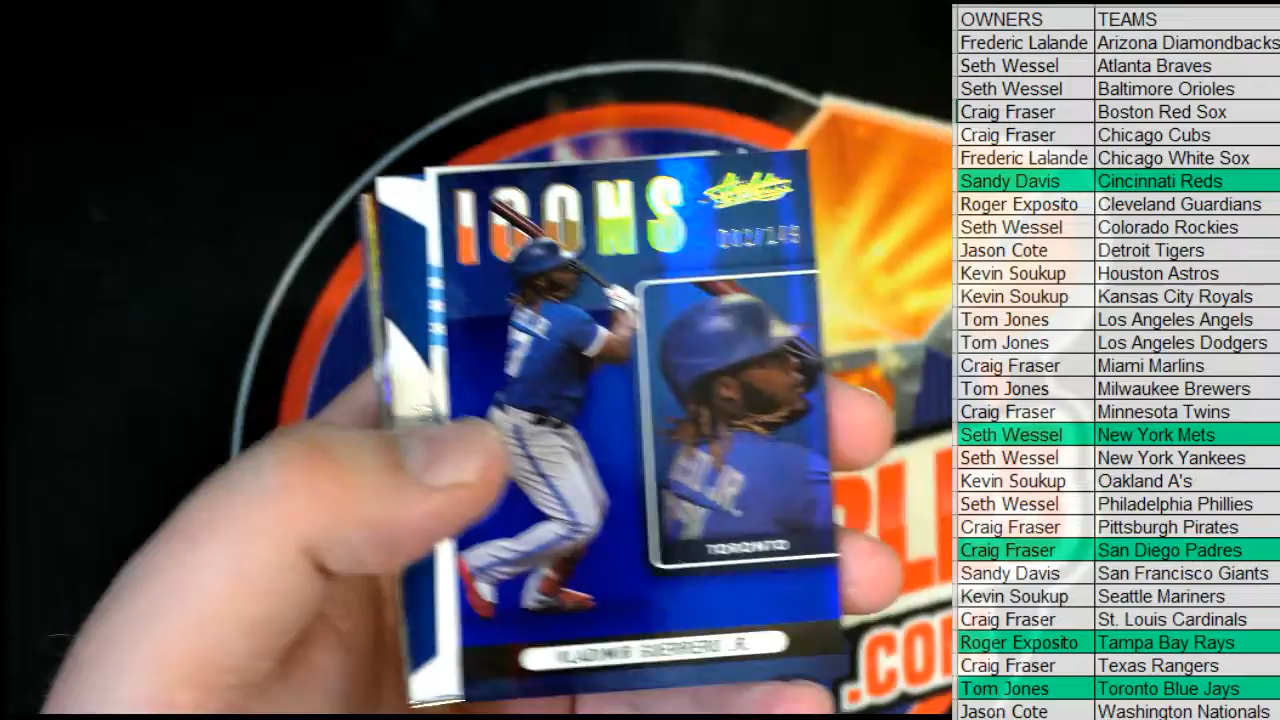 OWNERS TEAMS
Frederic Lalande Arizona Diamondbacks
Seth Wessel Atlanta Braves
Seth Wessel Baltimore Orioles
Craig Fraser Boston Red Sox
Craig Fraser Chicago Cubs
Frederic Lalande Chicago White Sox
Sandy Davis Cincinnati Reds
Roger Exposito Cleveland Guardians
Seth Wessel Colorado Rockies
Jason Cote Detroit Tigers
Kevin Soukup Houston Astros
Kevin Soukup Kansas City Royals
Tom Jones Los Angeles Angels
Tom Jones Los Angeles Dodgers
Craig Fraser Miami Marlins
Tom Jones Milwaukee Brewers
Craig Fraser Minnesota Twins
Seth Wessel New York Mets
Seth Wessel New York Yankees
Kevin Soukup Oakland A's
Seth Wessel Philadelphia Phillies
Craig Fraser Pittsburgh Pirates
Craig Fraser San Diego Padres
Sandy Davis San Francisco Giants
Kevin Soukup Seattle Mariners
Craig Fraser St. Louis Cardinals
Roger Exposito Tampa Bay Rays
Craig Fraser Texas Rangers
Tom Jones Toronto Blue Jays
Jason Cote Washington Nationals
ICONS
Absolute
TORONTO
VLADIMIR GUERRERO JR.